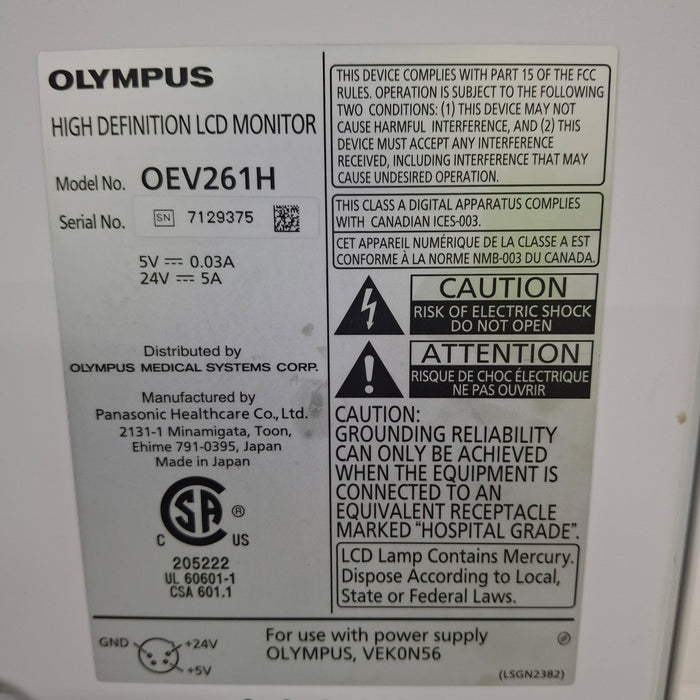 OLYMPUS
HIGH DEFINITION LCD MONITOR
Model No. OEV261H
Serial No. SN 7129375
5V ⎓ 0.03A
24V ⎓ 5A
Distributed by
OLYMPUS MEDICAL SYSTEMS CORP.
Manufactured by
Panasonic Healthcare Co., Ltd.
2131-1 Minamigata, Toon,
Ehime 791-0395, Japan
Made in Japan
CSA ®
C US
205222
UL 60601-1
CSA 601.1
THIS DEVICE COMPLIES WITH PART 15 OF THE FCC
RULES. OPERATION IS SUBJECT TO THE FOLLOWING
TWO CONDITIONS: (1) THIS DEVICE MAY NOT
CAUSE HARMFUL INTERFERENCE, AND (2) THIS
DEVICE MUST ACCEPT ANY INTERFERENCE
RECEIVED, INCLUDING INTERFERENCE THAT MAY
CAUSE UNDESIRED OPERATION.
THIS CLASS A DIGITAL APPARATUS COMPLIES
WITH CANADIAN ICES-003.
CET APPAREIL NUMÉRIQUE DE LA CLASSE A EST
CONFORME À LA NORME NMB-003 DU CANADA.
CAUTION
RISK OF ELECTRIC SHOCK
DO NOT OPEN
ATTENTION
RISQUE DE CHOC ÉLECTRIQUE
NE PAS OUVRIR
CAUTION:
GROUNDING RELIABILITY
CAN ONLY BE ACHIEVED
WHEN THE EQUIPMENT IS
CONNECTED TO AN
EQUIVALENT RECEPTACLE
MARKED “HOSPITAL GRADE”.
LCD Lamp Contains Mercury.
Dispose According to Local,
State or Federal Laws.
GND +24V
+5V
For use with power supply
OLYMPUS, VEK0N56
(LSGN2382)